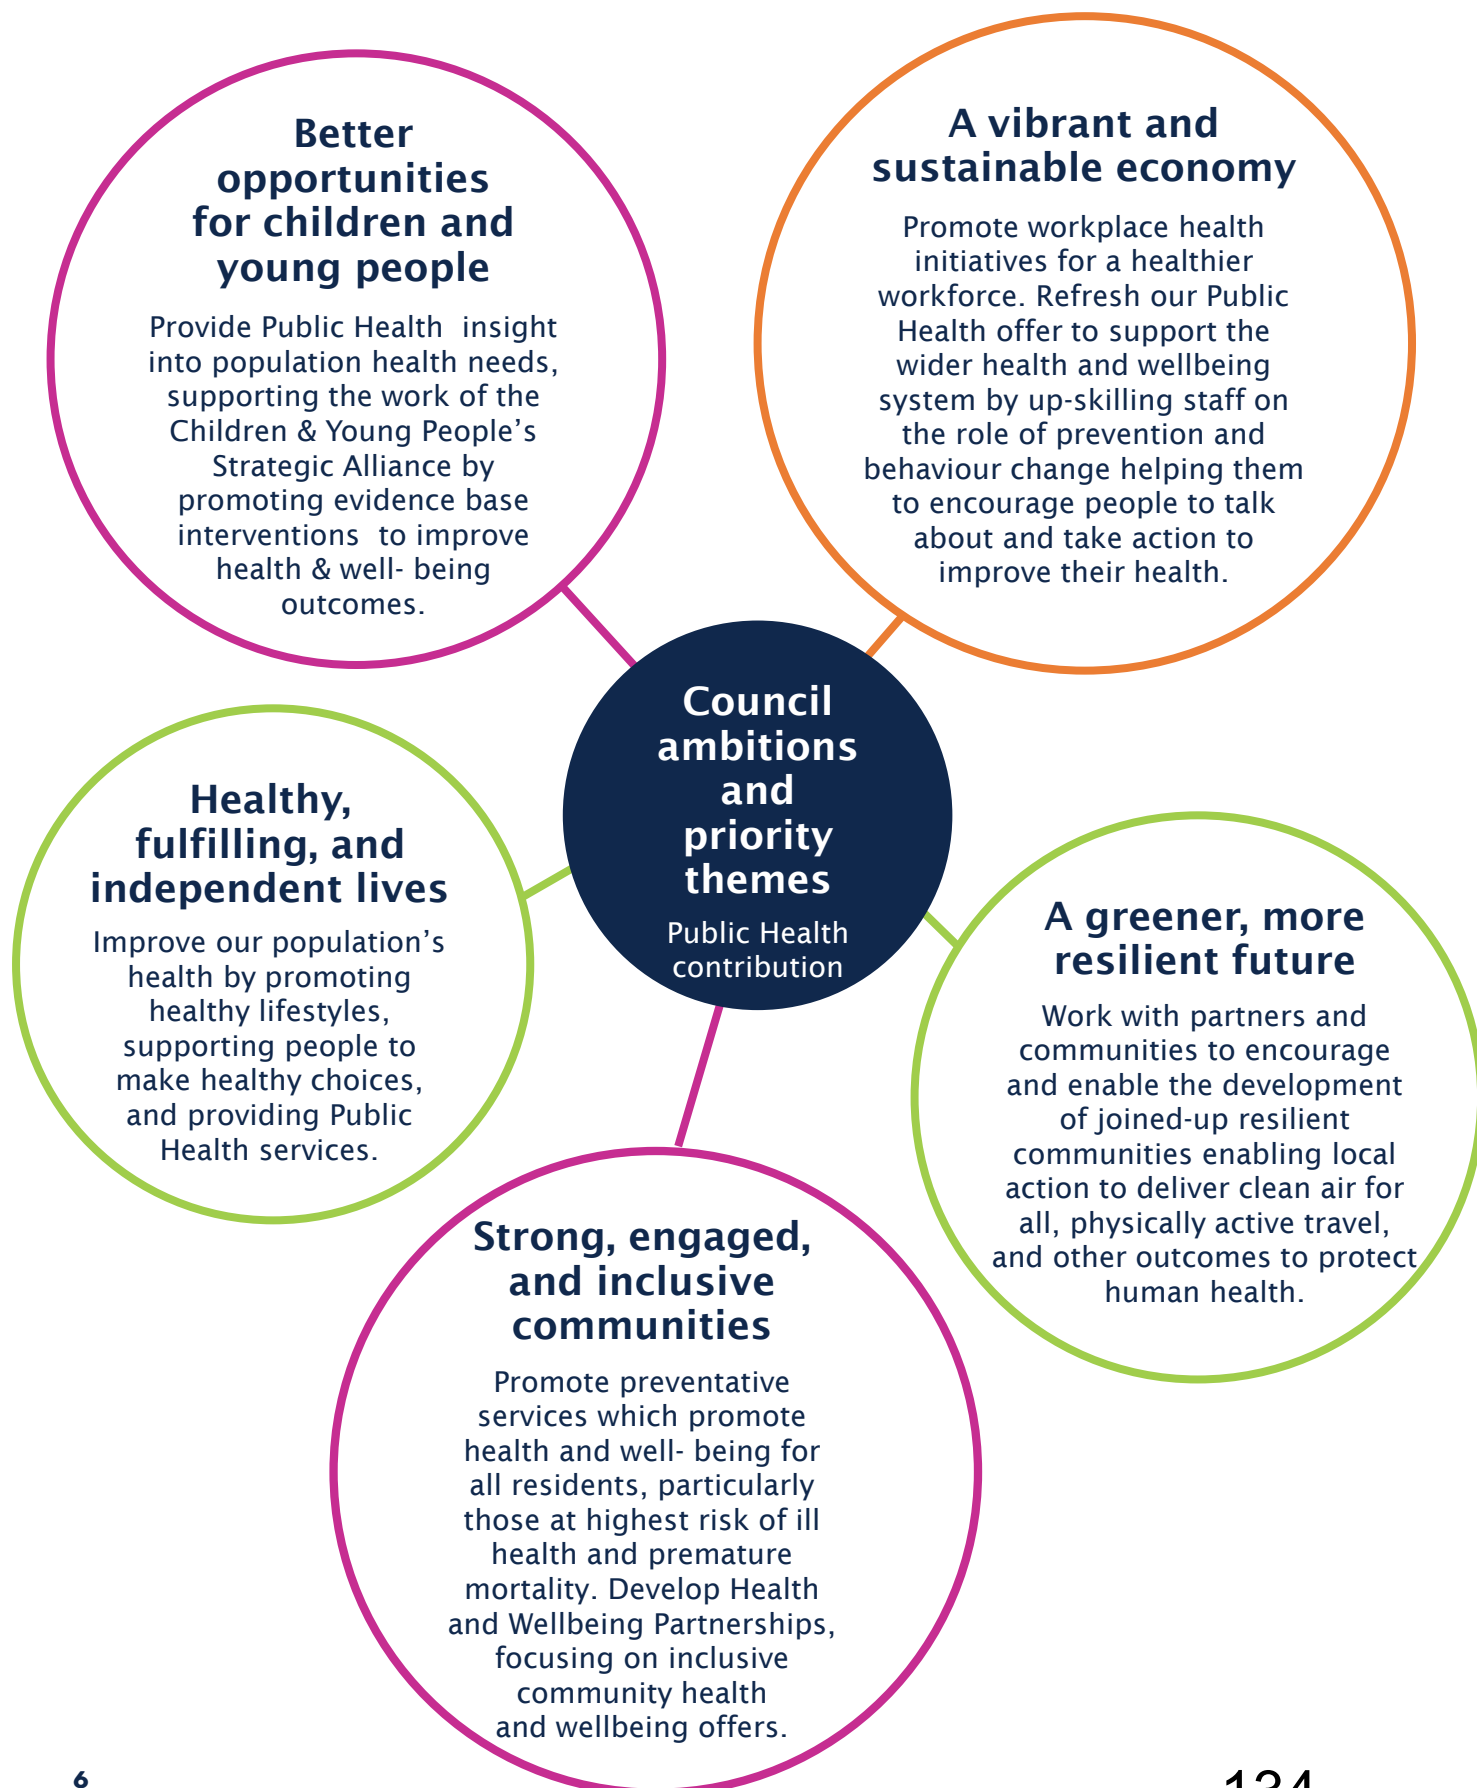 Better
opportunities
for children and
young people
Provide Public Health  insight
into population health needs,
supporting the work of the
Children & Young People's
Strategic Alliance by
promoting evidence base
interventions  to improve
health & well- being
outcomes.
A vibrant and
sustainable economy
Promote workplace health
initiatives for a healthier
workforce. Refresh our Public
Health offer to support the
wider health and wellbeing
system by up-skilling staff on
the role of prevention and
behaviour change helping them
to encourage people to talk
about and take action to
improve their health.
Council
ambitions
and
priority
themes
Public Health
contribution
Healthy,
fulfilling, and
independent lives
Improve our population's
health by promoting
healthy lifestyles,
supporting people to
make healthy choices,
and providing Public
Health services.
A greener, more
resilient future
Work with partners and
communities to encourage
and enable the development
of joined-up resilient
communities enabling local
action to deliver clean air for
all, physically active travel,
and other outcomes to protect
human health.
Strong, engaged,
and inclusive
communities
Promote preventative
services which promote
health and well- being for
all residents, particularly
those at highest risk of ill
health and premature
mortality. Develop Health
and Wellbeing Partnerships,
focusing on inclusive
community health
and wellbeing offers.
6
134